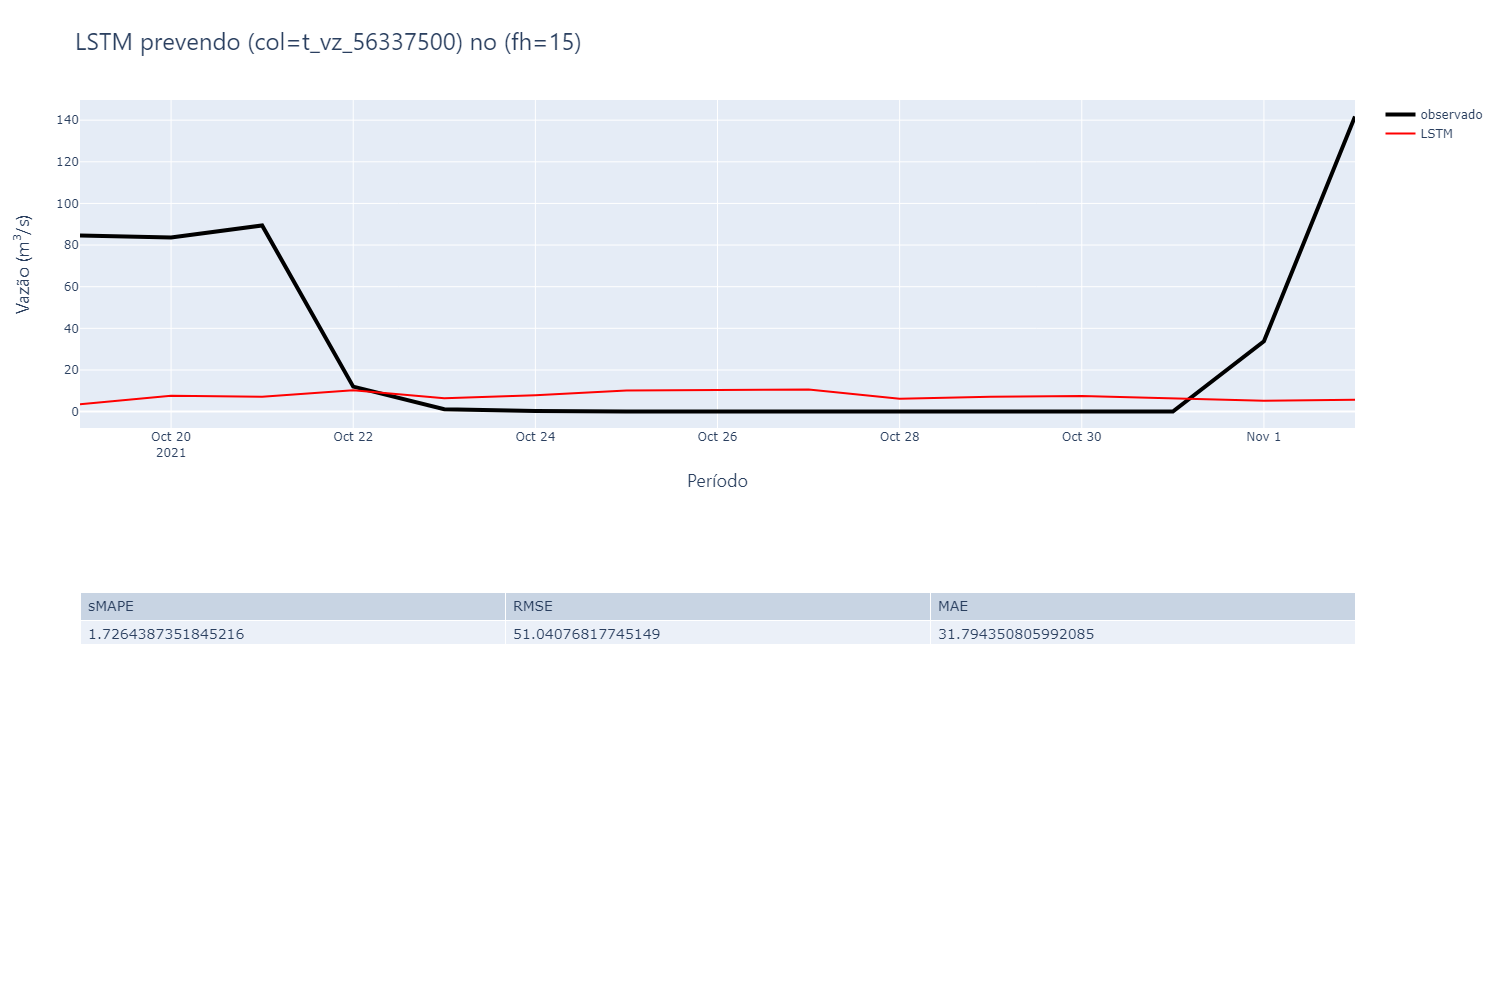 LSTM prevendo (col=t_vz_56337500) no (fh=15)
observado
LSTM
Vazão (m³/s)
140
120
100
80
60
40
20
0
Oct 20
2021
Oct 22
Oct 24
Oct 26
Oct 28
Oct 30
Nov 1
Período
sMAPE RMSE MAE
1.7264387351845216 51.04076817745149 31.794350805992085